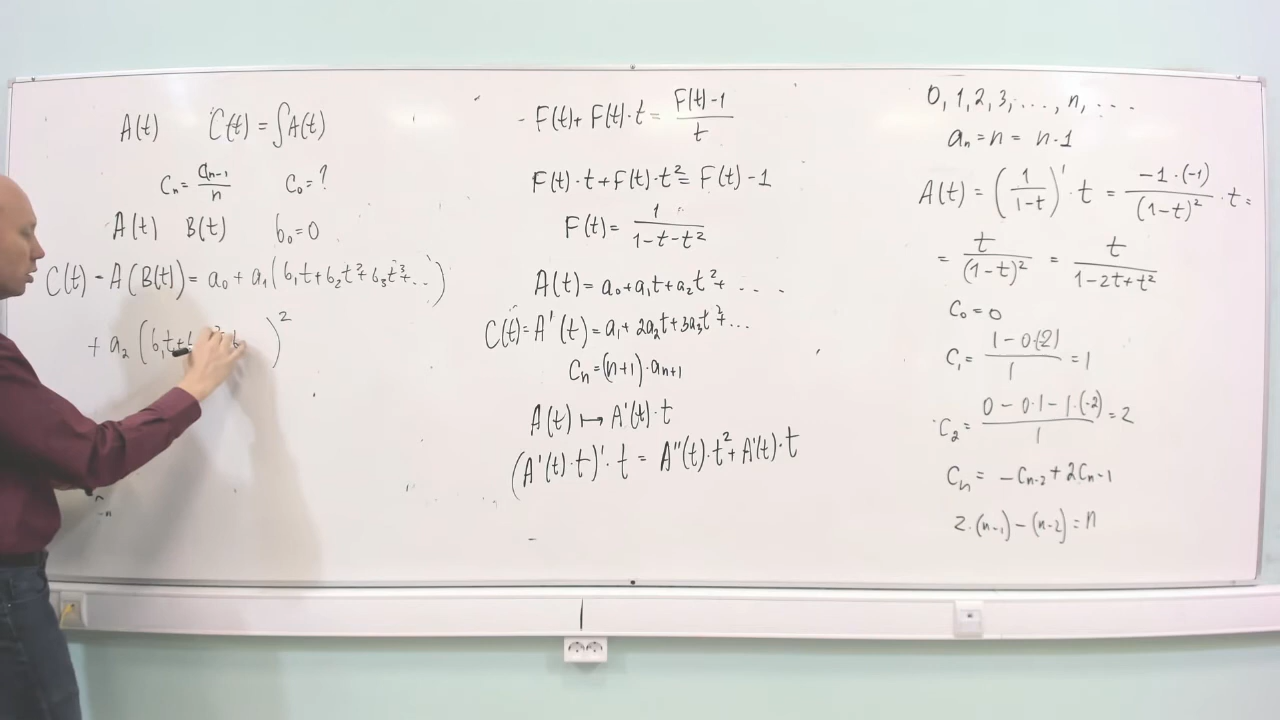 A(t) C(t) = ∫A(t)
Cₙ = aₙ₋₁/n C₀ = ?
A(t) B(t) b₀ = 0
C(t) - A(B(t)) = a₀ + a₁(b₁t + b₂t² + b₃t³ + ...)
+ a₂(b₁t +
)²
- F(t) + F(t)·t = (F(t) - 1)/t
F(t)·t + F(t)·t² = F(t) - 1
F(t) = 1/(1 - t - t²)
A(t) = a₀ + a₁t + a₂t² + ...
C(t) = A'(t) = a₁ + 2a₂t + 3a₃t² + ...
Cₙ = (n+1)·aₙ₊₁
A(t) ↦ A'(t)·t
(A'(t)·t)'·t = A''(t)·t² + A'(t)·t
0, 1, 2, 3, ..., n, ...
aₙ = n = n·1
A(t) = (1/(1-t))'·t = (-1·(-1))/(1-t)²·t =
= t/(1-t)² = t/(1-2t+t²)
C₀ = 0
C₁ = (1 - 0·(-2))/1 = 1
C₂ = (0 - 0·1 - 1·(-2))/1 = 2
Cₙ = -Cₙ₋₂ + 2Cₙ₋₁
2·(n-1) - (n-2) = n